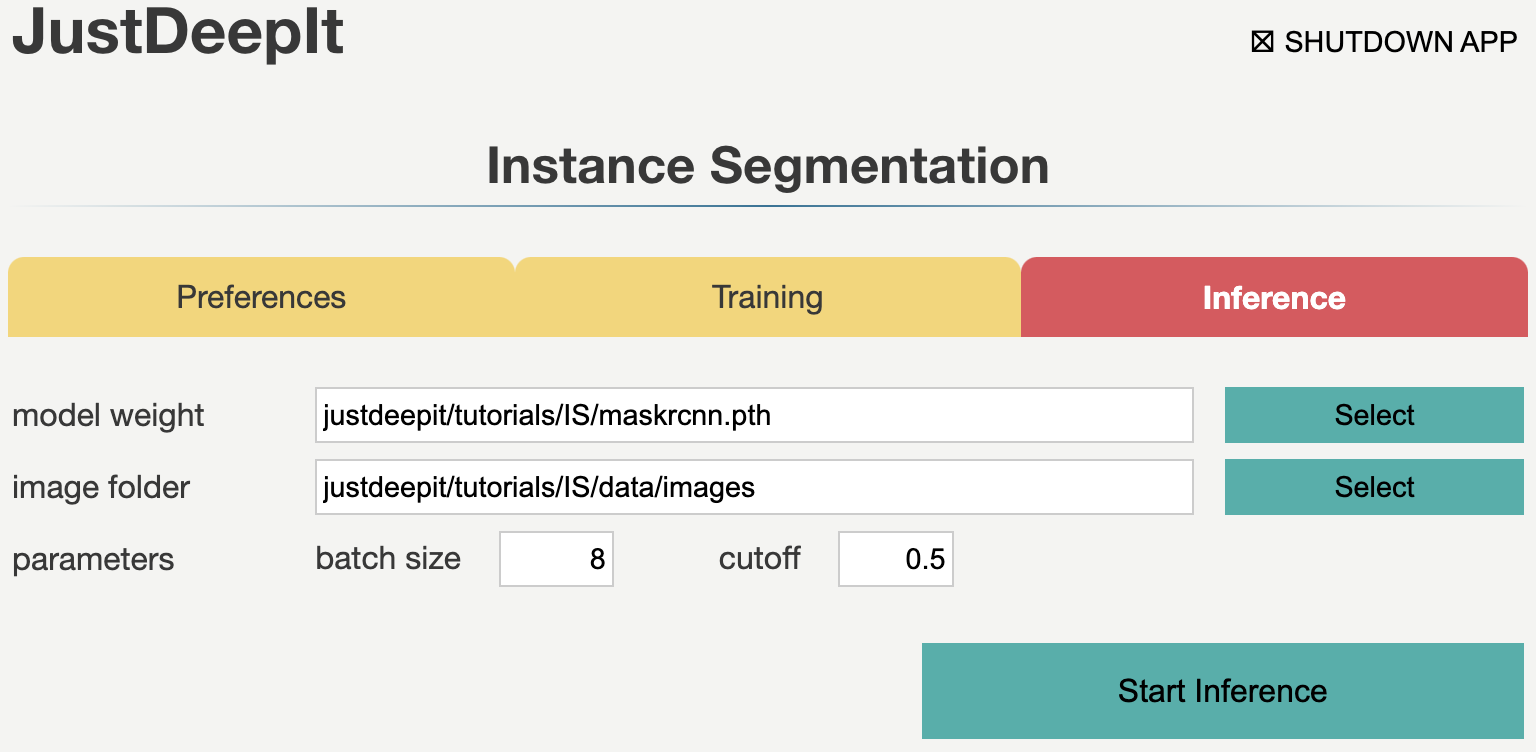 JustDeepIt
☒ SHUTDOWN APP
Instance Segmentation
Preferences Training Inference
model weight justdeepit/tutorials/IS/maskrcnn.pth Select
image folder justdeepit/tutorials/IS/data/images Select
parameters batch size 8 cutoff 0.5
Start Inference